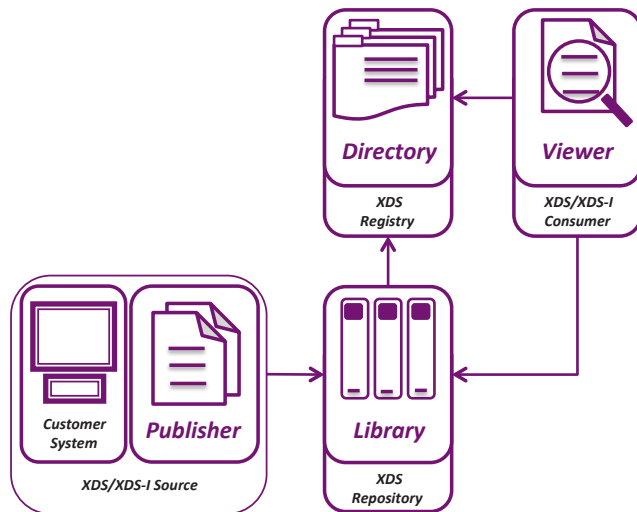 Directory
XDS
Registry
Viewer
XDS/XDS-I
Consumer
Customer
System
Publisher
XDS/XDS-I Source
Library
XDS
Repository